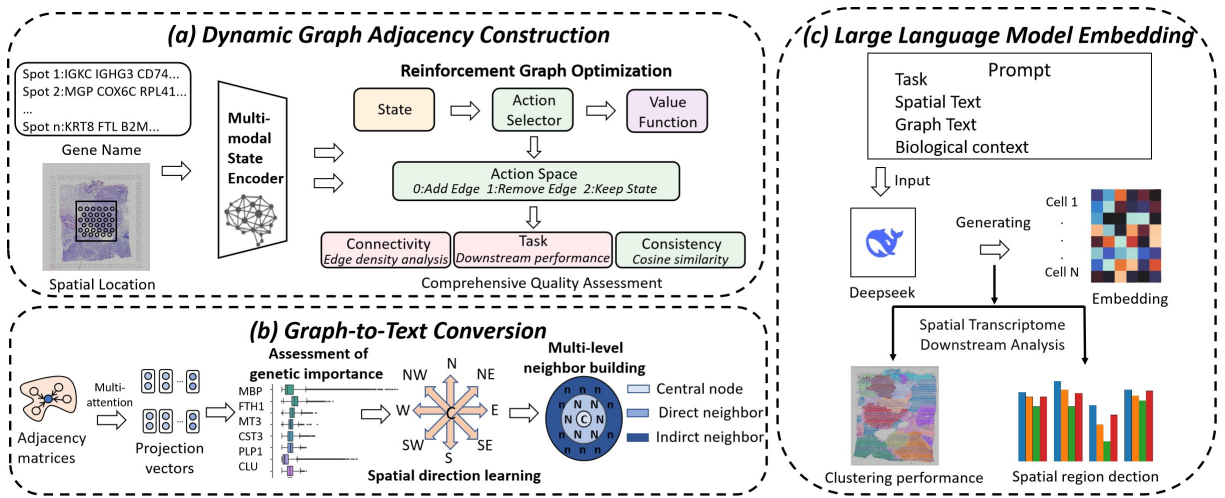 (a) Dynamic Graph Adjacency Construction
Spot 1:IGKC IGHG3 CD74...
Spot 2:MGP COX6C RPL41...
...
Spot n:KRT8 FTL B2M...
Gene Name
Spatial Location
Multi-
modal
State
Encoder
Reinforcement Graph Optimization
State
Action
Selector
Value
Function
Action Space
0:Add Edge 1:Remove Edge 2:Keep State
Connectivity
Edge density analysis
Task
Downstream performance
Consistency
Cosine similarity
Comprehensive Quality Assessment
(b) Graph-to-Text Conversion
Adjacency
matrices
Multi-
attention
...
...
Projection
vectors
Assessment of
genetic importance
MBP
FTH1
MT3
CST3
PLP1
CLU
N
NW
NE
W
C
E
SW
SE
S
Spatial direction learning
Multi-level
neighbor building
n n n
n n
n N N n
n N C N n
n N N n
n n
n n n
Central node
Direct neighbor
Indirct neighbor
(c) Large Language Model Embedding
Prompt
Task
Spatial Text
Graph Text
Biological context
Input
Deepseek
Generating
Cell 1
.
.
.
Cell N
Embedding
Spatial Transcriptome
Downstream Analysis
Clustering performance
Spatial region dection